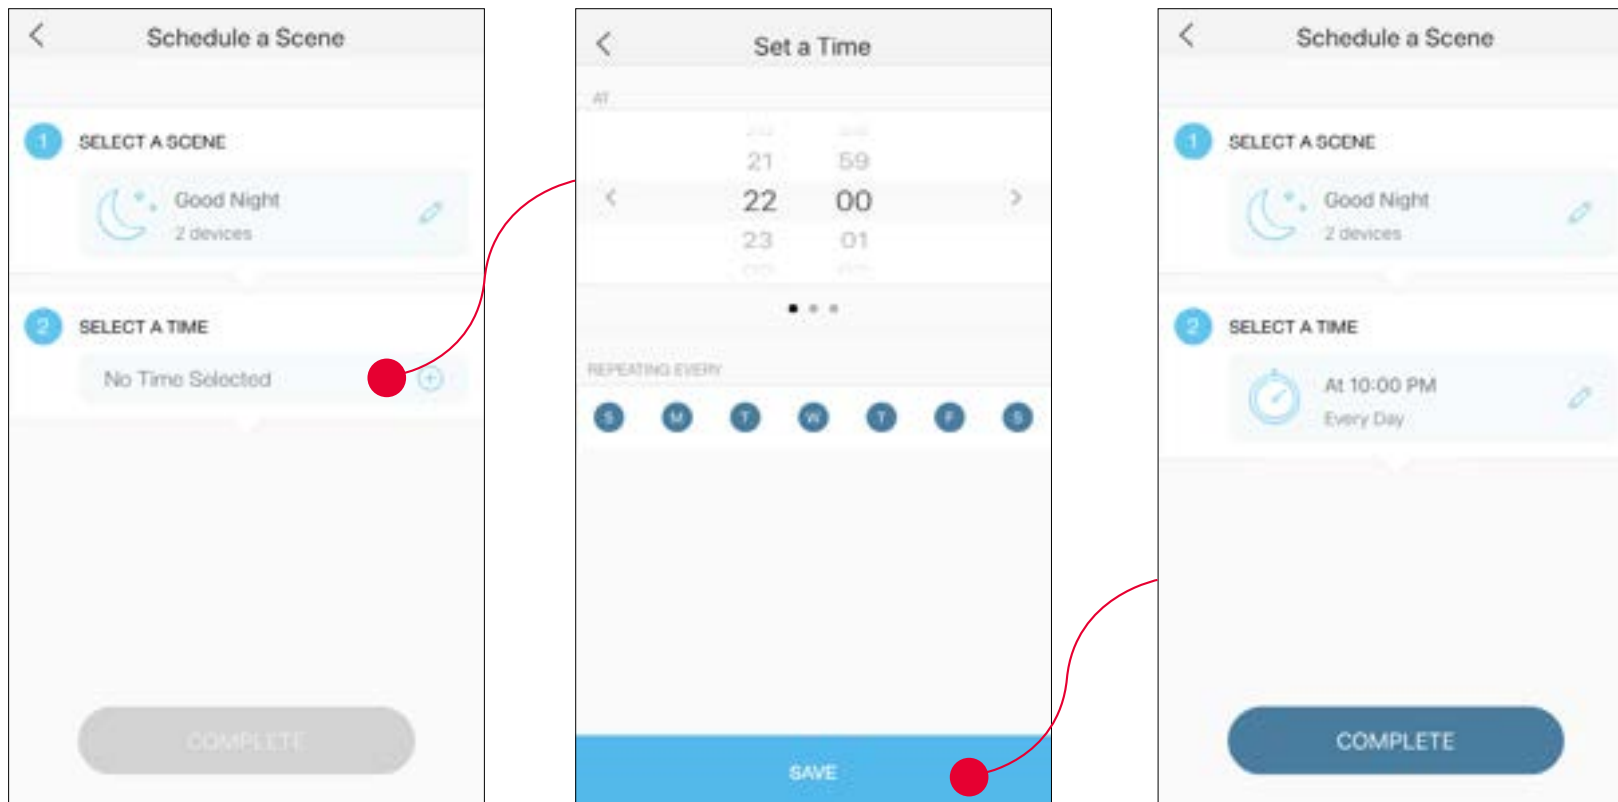 Schedule a Scene
1 SELECT A SCENE
Good Night
2 devices
2 SELECT A TIME
No Time Selected
COMPLETE
Set a Time
AT
21 59
22 00
23 01
REPEATING EVERY
S M T W T F S
SAVE
Schedule a Scene
1 SELECT A SCENE
Good Night
2 devices
2 SELECT A TIME
At 10:00 PM
Every Day
COMPLETE